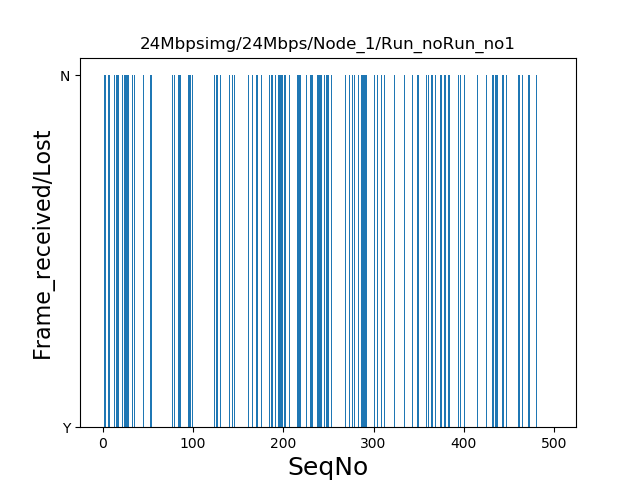 24Mbpsimg/24Mbps/Node_1/Run_noRun_no1
N
Frame_received/Lost
Y
0 100 200 300 400 500
SeqNo